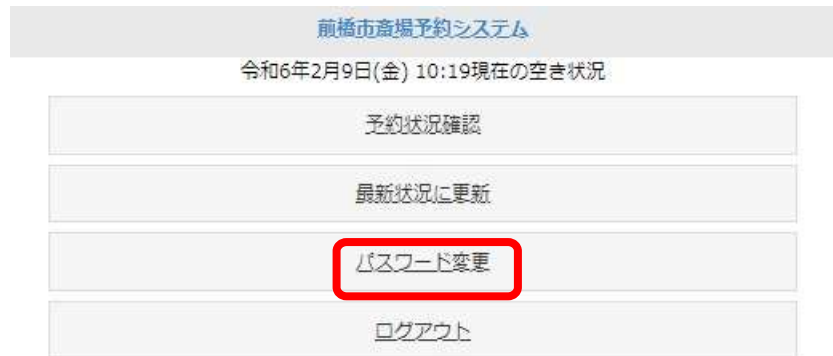 前橋市斎場予約システム
令和6年2月9日(金) 10:19現在の空き状況
予約状況確認
最新状況に更新
パスワード変更
ログアウト